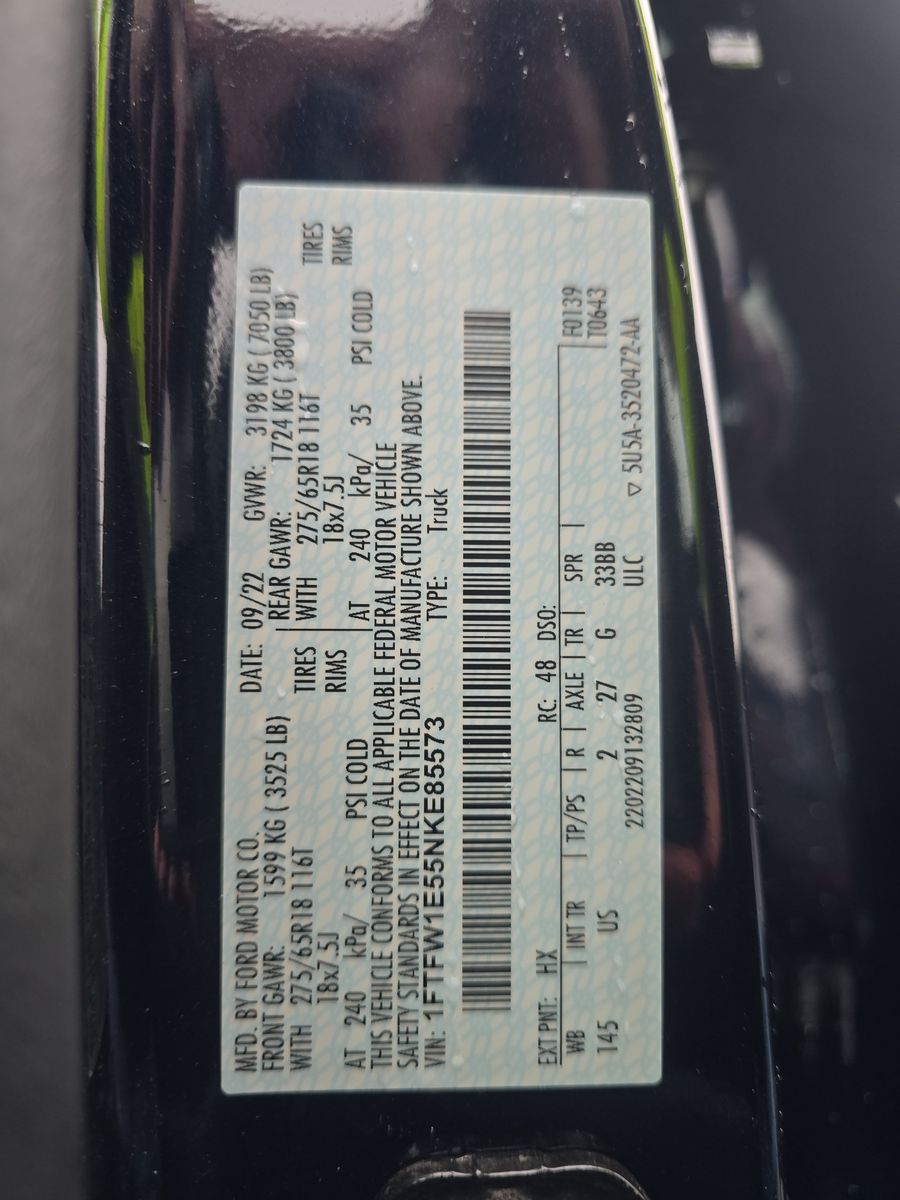 MFD. BY FORD MOTOR CO. DATE: 09/22 GVWR: 3198 KG ( 7050 LB)
FRONT GAWR: 1599 KG ( 3525 LB) REAR GAWR: 1724 KG ( 3800 LB)
WITH 275/65R18 116T TIRES WITH 275/65R18 116T TIRES
18x7.5J RIMS 18x7.5J RIMS
AT 240 kPa/ 35 PSI COLD AT 240 kPa/ 35 PSI COLD
THIS VEHICLE CONFORMS TO ALL APPLICABLE FEDERAL MOTOR VEHICLE
SAFETY STANDARDS IN EFFECT ON THE DATE OF MANUFACTURE SHOWN ABOVE.
VIN: 1FTFW1E55NKE85573 TYPE: Truck
EXT PNT: HX RC: 48 DSO: F0139
WB INT TR TP/PS R AXLE TR SPR T0643
145 US 2 27 G 33BB
2202209132809 ULC ▽ 5U5A-3520472-AA